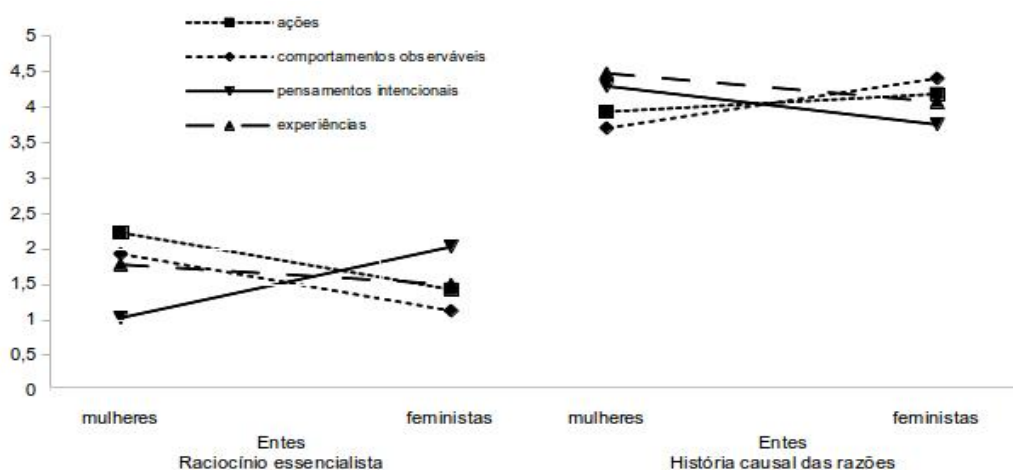 ações
comportamentos observáveis
pensamentos intencionais
experiências
5
4,5
4
3,5
3
2,5
2
1,5
1
0,5
0
mulheres feministas mulheres feministas
Entes Entes
Raciocínio essencialista História causal das razões